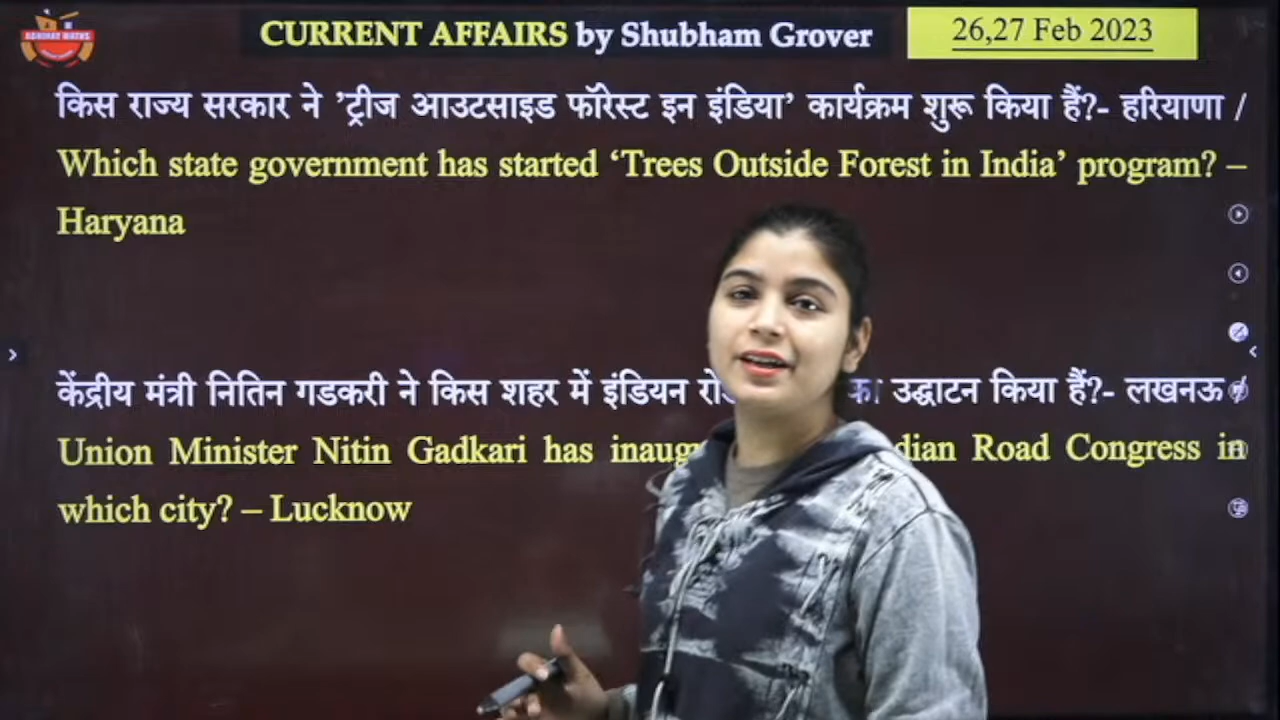 ABHINAY MATHS
CURRENT AFFAIRS by Shubham Grover
26,27 Feb 2023
किस राज्य सरकार ने ’ट्रीज आउटसाइड फॉरेस्ट इन इंडिया’ कार्यक्रम शुरू किया हैं?- हरियाणा /
Which state government has started ‘Trees Outside Forest in India’ program? –
Haryana
केंद्रीय मंत्री नितिन गडकरी ने किस शहर में इंडियन का उद्घाटन किया हैं?- लखनऊ /
Union Minister Nitin Gadkari has Road Congress in
which city? – Lucknow